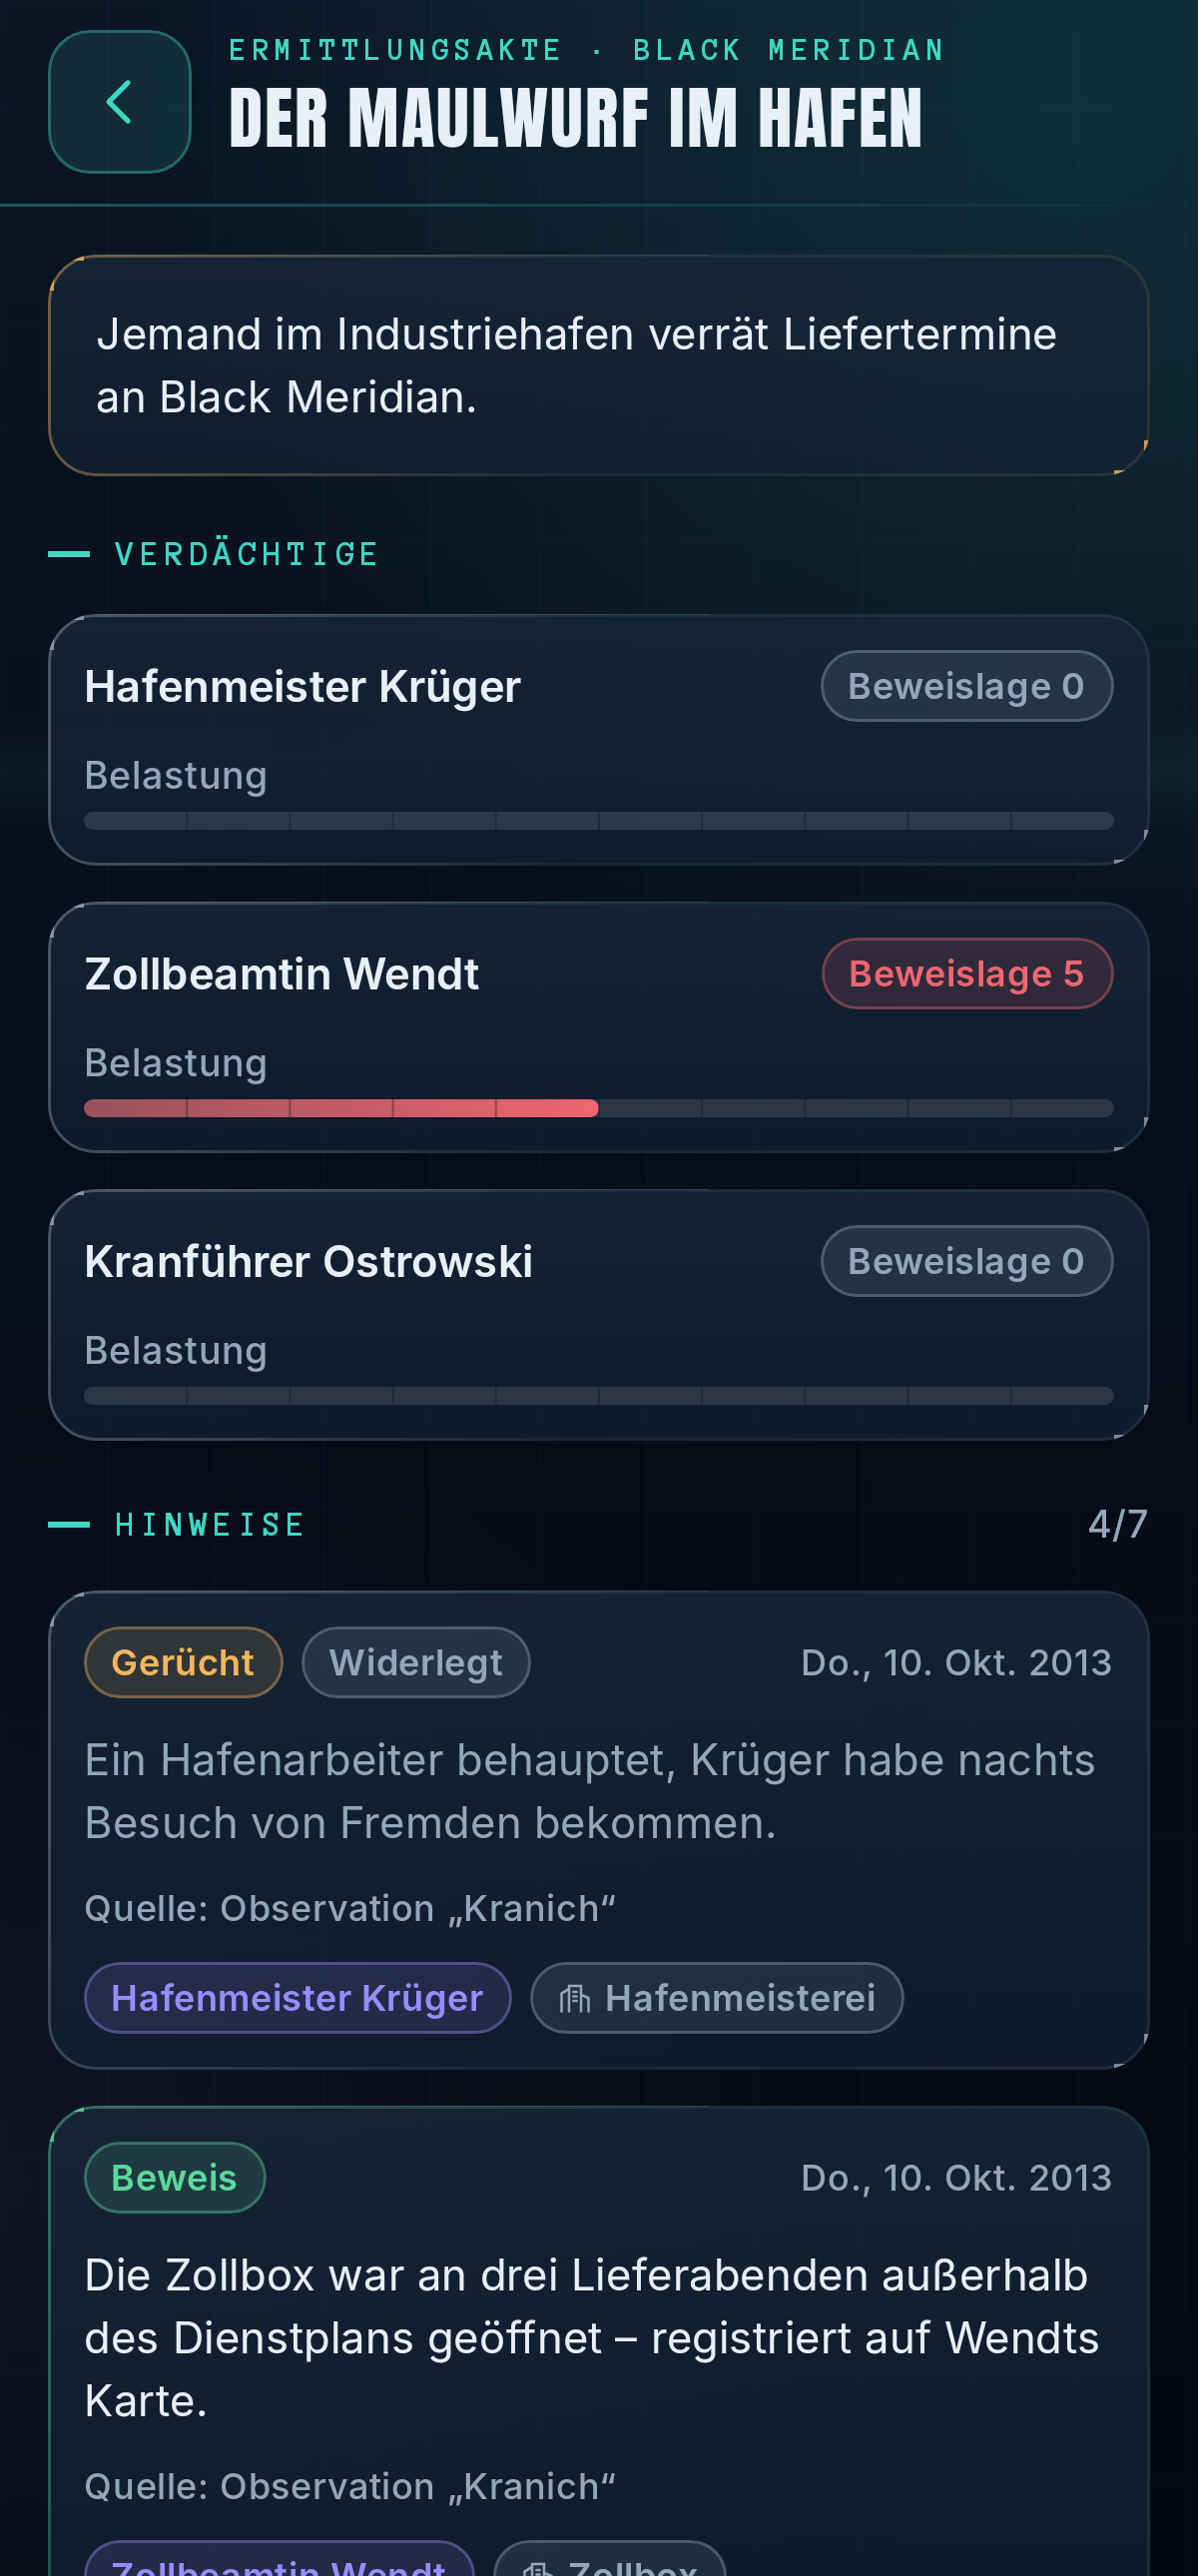 ERMITTLUNGSAKTE · BLACK MERIDIAN
DER MAULWURF IM HAFEN
Jemand im Industriehafen verrät Liefertermine
an Black Meridian.
VERDÄCHTIGE
Hafenmeister Krüger
Beweislage 0
Belastung
Zollbeamtin Wendt
Beweislage 5
Belastung
Kranführer Ostrowski
Beweislage 0
Belastung
HINWEISE
4/7
Gerücht
Widerlegt
Do., 10. Okt. 2013
Ein Hafenarbeiter behauptet, Krüger habe nachts
Besuch von Fremden bekommen.
Quelle: Observation „Kranich“
Hafenmeister Krüger
Hafenmeisterei
Beweis
Do., 10. Okt. 2013
Die Zollbox war an drei Lieferabenden außerhalb
des Dienstplans geöffnet – registriert auf Wendts
Karte.
Quelle: Observation „Kranich“
Zollbeamtin Wendt
Zollbox